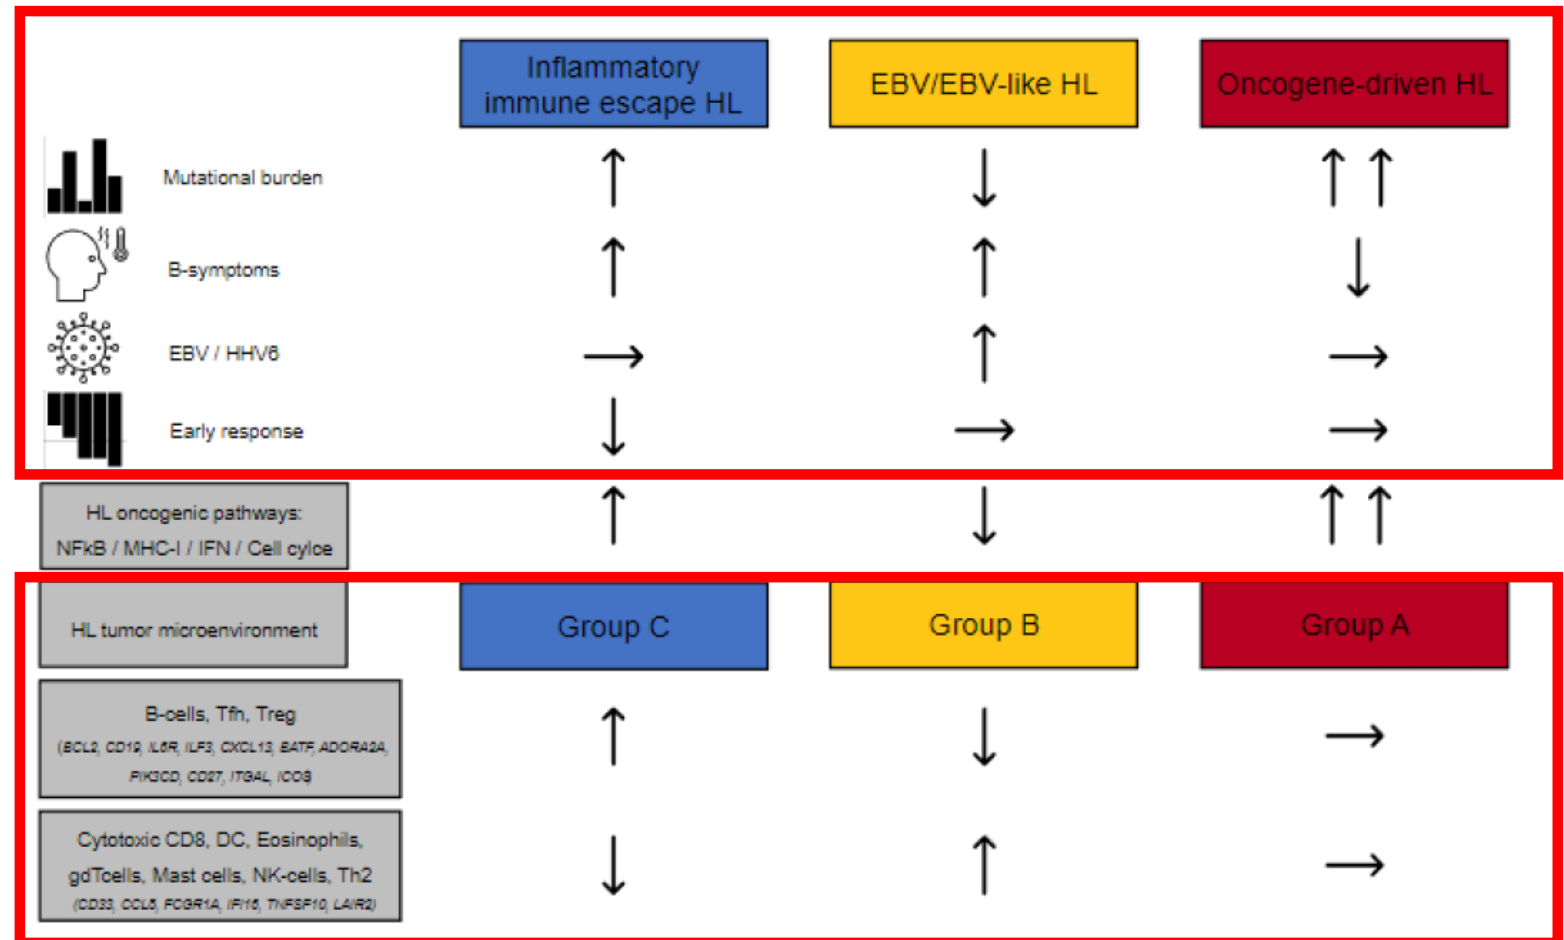 Inflammatory
immune escape HL
EBV/EBV-like HL
Oncogene-driven HL
Mutational burden
B-symptoms
EBV / HHV6
Early response
HL oncogenic pathways:
NFkB / MHC-I / IFN / Cell cylce
HL tumor microenvironment
Group C
Group B
Group A
B-cells, Tfh, Treg
(BCL2, CD19, IL6R, ILF3, CXCL13, BATF, ADORA2A,
PIK3CD, CD27, ITGAL, ICOS)
Cytotoxic CD8, DC, Eosinophils,
gdTcells, Mast cells, NK-cells, Th2
(CD33, CCL5, FCGR1A, IFI16, TNFSF10, LAIR2)